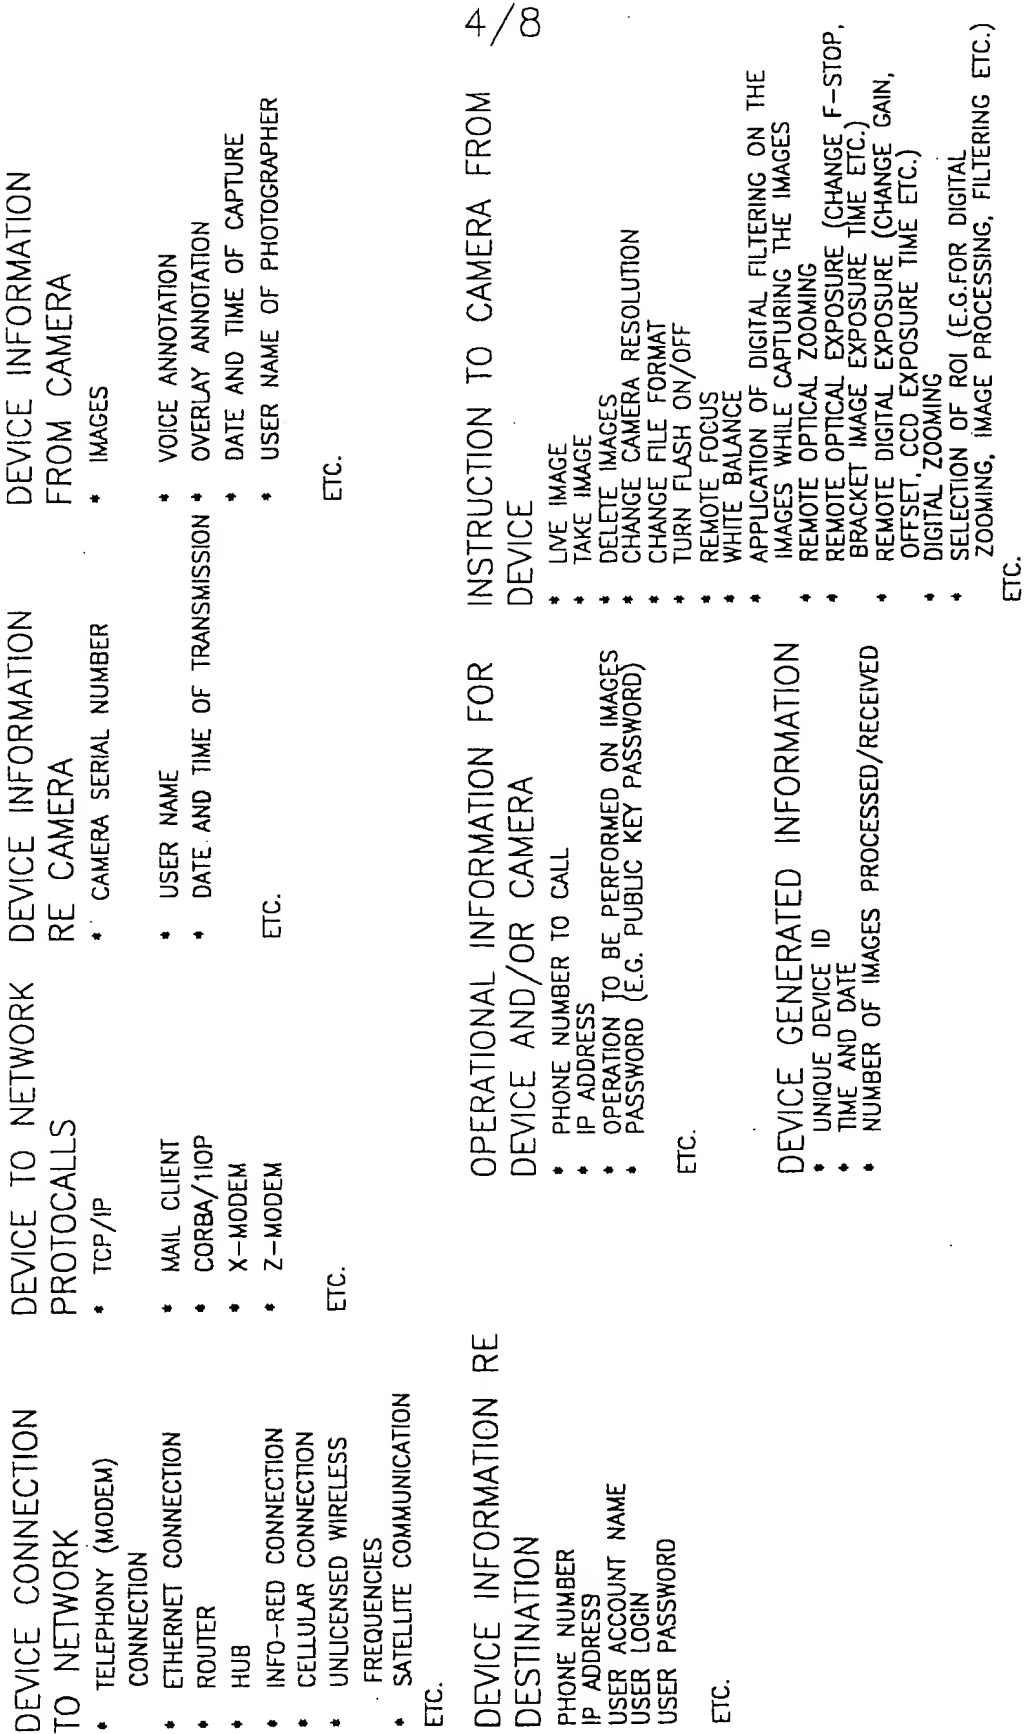 4/8
DEVICE CONNECTION
TO NETWORK
* TELEPHONY (MODEM)
CONNECTION
* ETHERNET CONNECTION
* ROUTER
* HUB
* INFO-RED CONNECTION
* CELLULAR CONNECTION
* UNLICENSED WIRELESS
FREQUENCIES
* SATELLITE COMMUNICATION
ETC.
DEVICE TO NETWORK
PROTOCALLS
* TCP/IP
* MAIL CLIENT
* CORBA/1IOP
* X-MODEM
* Z-MODEM
ETC.
DEVICE INFORMATION
RE CAMERA
* CAMERA SERIAL NUMBER
* USER NAME
* DATE AND TIME OF TRANSMISSION
ETC.
DEVICE INFORMATION
FROM CAMERA
* IMAGES
* VOICE ANNOTATION
* OVERLAY ANNOTATION
* DATE AND TIME OF CAPTURE
* USER NAME OF PHOTOGRAPHER
ETC.
DEVICE INFORMATION RE
DESTINATION
PHONE NUMBER
IP ADDRES9
USER ACCOUNT NAME
USER LOGIN
USER PASSWORD
ETC.
OPERATIONAL INFORMATION FOR
DEVICE AND/OR CAMERA
* PHONE NUMBER TO CALL
* IP ADDRESS
* OPERATION TO BE PERFORMED ON IMAGES
* PASSWORD (E.G. PUBLIC KEY PASSWORD)
ETC.
DEVICE GENERATED INFORMATION
* UNIQUE DEVICE ID
* TIME AND DATE
* NUMBER OF IMAGES PROCESSED/RECEIVED
INSTRUCTION TO CAMERA FROM
DEVICE
* LIVE IMAGE
* TAKE IMAGE
* DELETE IMAGES
* CHANGE CAMERA RESOLUTION
* CHANGE FILE FORMAT
* TURN FLASH ON/OFF
* REMOTE FOCUS
* WHITE BALANCE
* APPLICATION OF DIGITAL FILTERING ON THE
IMAGES WHILE CAPTURING THE IMAGES
* REMOTE OPTICAL ZOOMING
* REMOTE OPTICAL EXPOSURE (CHANGE F-STOP,
BRACKET IMAGE EXPOSURE TIME ETC.)
* REMOTE DIGITAL EXPOSURE (CHANGE GAIN,
OFFSET, CCD EXPOSURE TIME ETC.)
* DIGITAL ZOOMING
* SELECTION OF ROI (E.G.FOR DIGITAL
ZOOMING, IMAGE PROCESSING, FILTERING ETC.)
ETC.